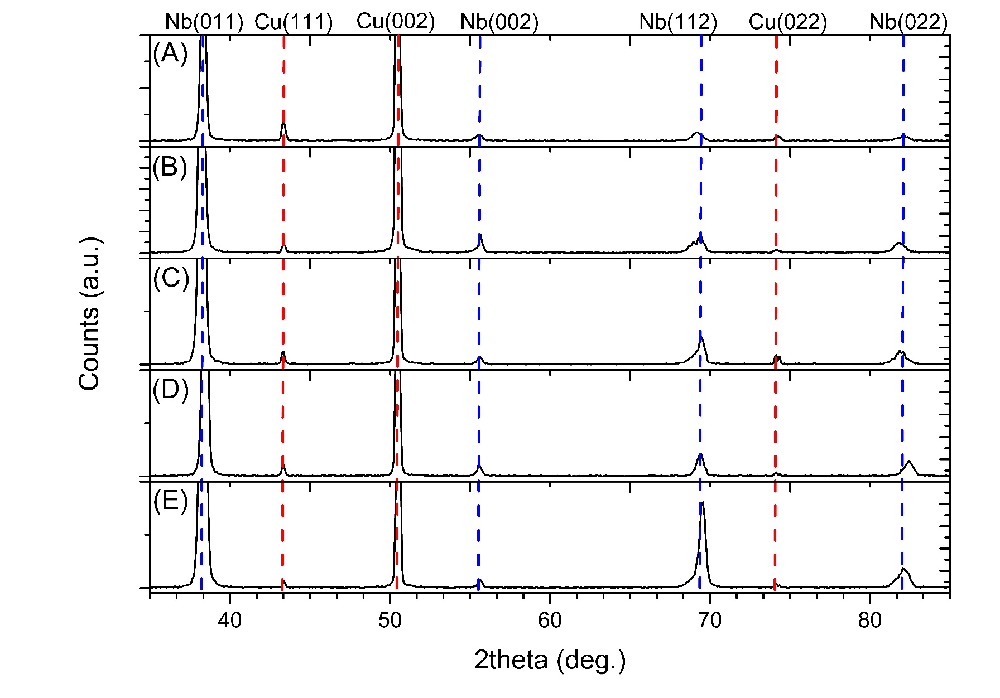 Nb(011) Cu(111) Cu(002) Nb(002) Nb(112) Cu(022) Nb(022)
(A)
(B)
(C)
(D)
(E)
Counts (a.u.)
40 50 60 70 80
2theta (deg.)